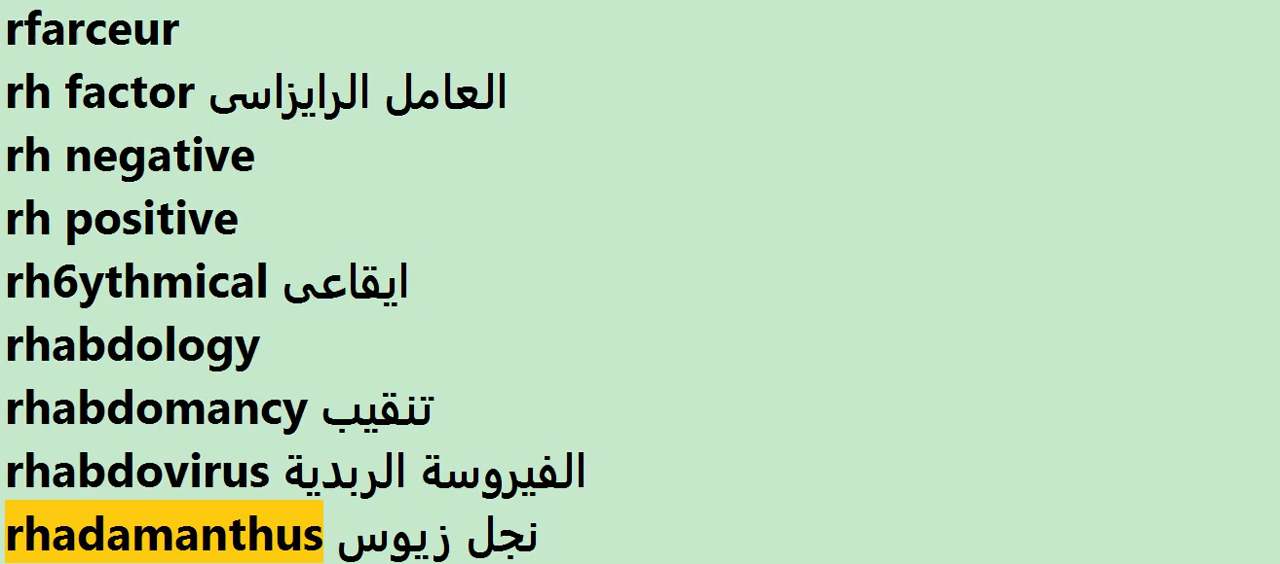 rfarceur
rh factor العامل الرايزاسى
rh negative
rh positive
rh6ythmical ايقاعى
rhabdology
rhabdomancy تنقيب
rhabdovirus الفيروسة الربدية
rhadamanthus نجل زيوس